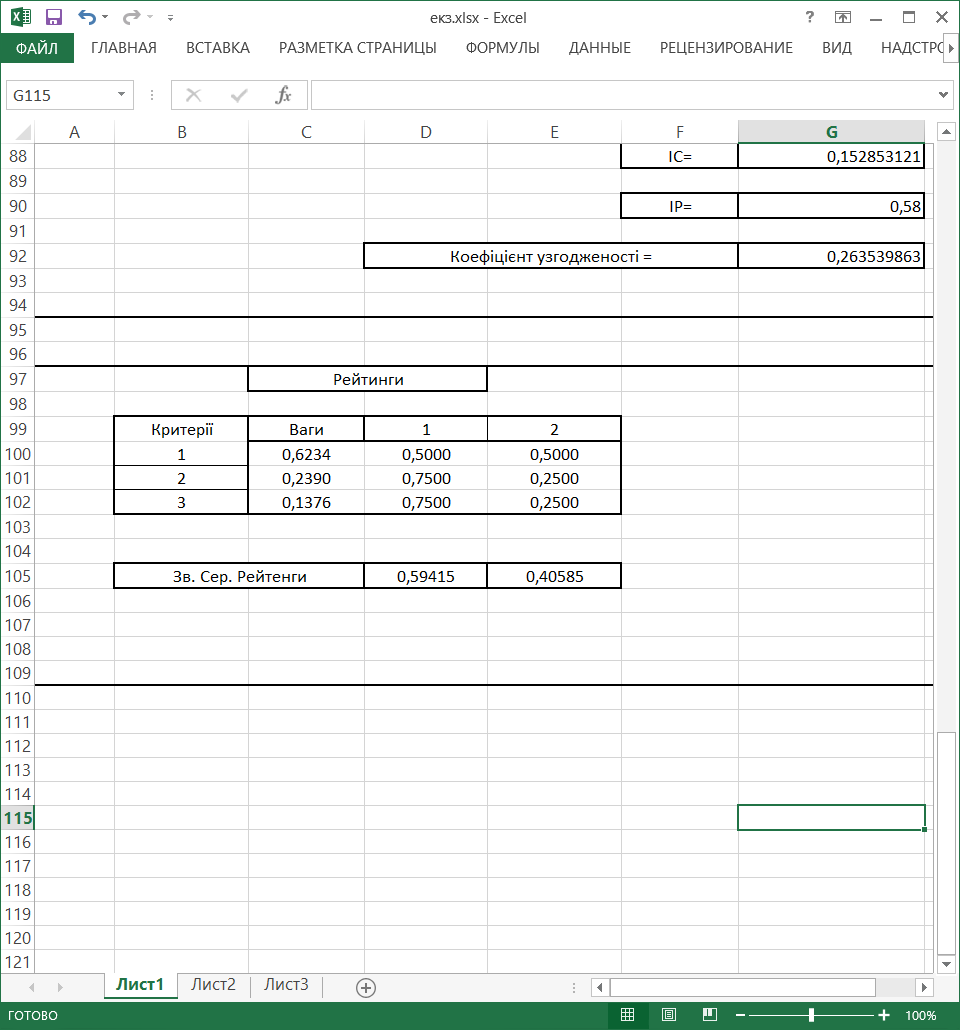 екз.xlsx - Excel
ФАЙЛ ГЛАВНАЯ ВСТАВКА РАЗМЕТКА СТРАНИЦЫ ФОРМУЛЫ ДАННЫЕ РЕЦЕНЗИРОВАНИЕ ВИД НАДСТРО
G115 fx
A B C D E F G
88 IC= 0,152853121
89
90 IP= 0,58
91
92 Коефіцієнт узгодженості = 0,263539863
93
94
95
96
97 Рейтинги
98
99 Критерії Ваги 1 2
100 1 0,6234 0,5000 0,5000
101 2 0,2390 0,7500 0,2500
102 3 0,1376 0,7500 0,2500
103
104
105 Зв. Сер. Рейтенги 0,59415 0,40585
106
107
108
109
110
111
112
113
114
115
116
117
118
119
120
121
Лист1 Лист2 Лист3
ГОТОВО 100%